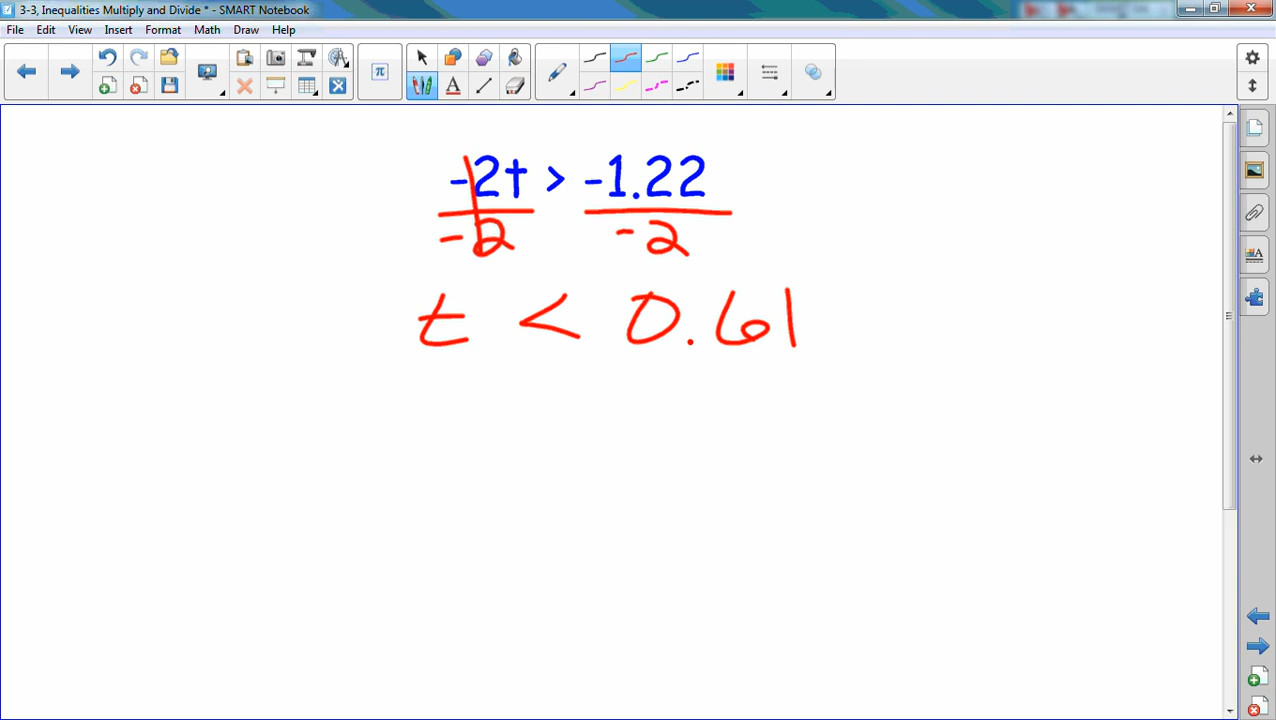 3-3, Inequalities Multiply and Divide * - SMART Notebook
File Edit View Insert Format Math Draw Help
π
A
-2t > -1.22
-2 -2
t < 0.61